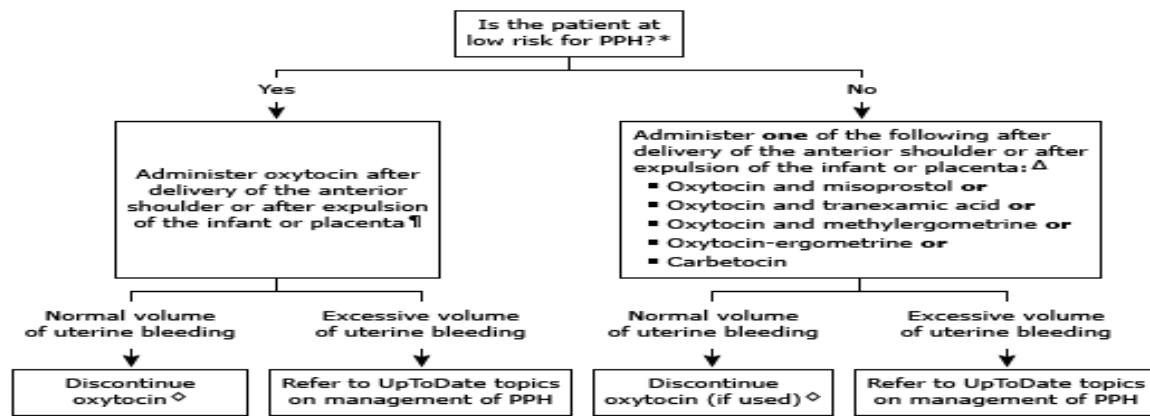 Is the patient at
low risk for PPH?*
Yes
No
Administer oxytocin after
delivery of the anterior
shoulder or after expulsion
of the infant or placenta¶
Administer one of the following after
delivery of the anterior shoulder or after
expulsion of the infant or placenta:Δ
▪ Oxytocin and misoprostol or
▪ Oxytocin and tranexamic acid or
▪ Oxytocin and methylergometrine or
▪ Oxytocin-ergometrine or
▪ Carbetocin
Normal volume
of uterine bleeding
Excessive volume
of uterine bleeding
Normal volume
of uterine bleeding
Excessive volume
of uterine bleeding
Discontinue
oxytocin◇
Refer to UpToDate topics
on management of PPH
Discontinue
oxytocin (if used)◇
Refer to UpToDate topics
on management of PPH